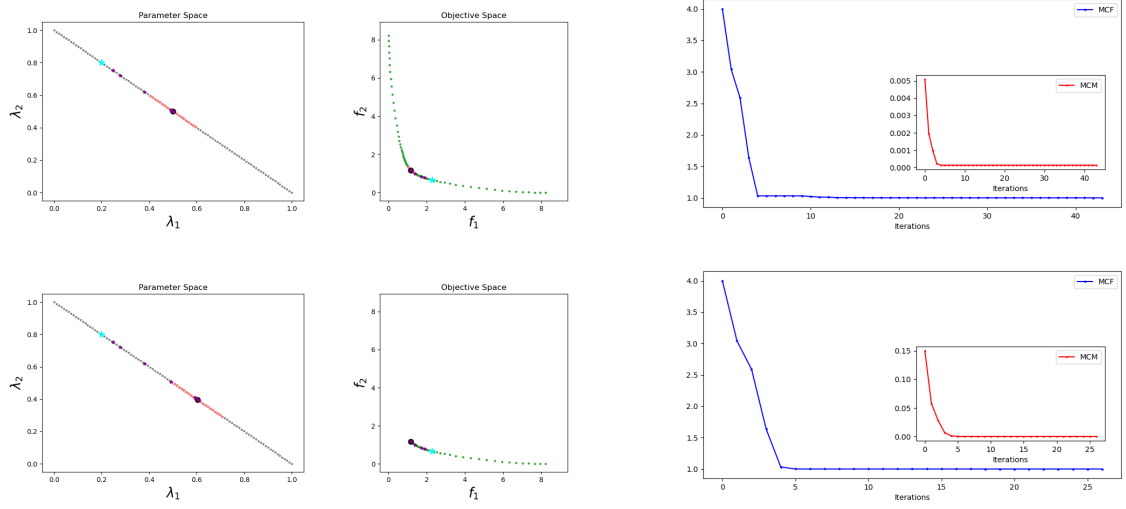 Parameter Space
1.0
0.8
0.6
0.4
0.2
0.0
λ2
0.0 0.2 0.4 0.6 0.8 1.0
λ1
Objective Space
8
6
4
2
0
f2
0 2 4 6 8
f1
MCF
4.0
3.5
3.0
2.5
2.0
1.5
1.0
0 10 20 30 40
Iterations
MCM
0.005
0.004
0.003
0.002
0.001
0.000
0 10 20 30 40
Iterations
Parameter Space
1.0
0.8
0.6
0.4
0.2
0.0
λ2
0.0 0.2 0.4 0.6 0.8 1.0
λ1
Objective Space
8
6
4
2
0
f2
0 2 4 6 8
f1
MCF
4.0
3.5
3.0
2.5
2.0
1.5
1.0
0 5 10 15 20 25
Iterations
MCM
0.15
0.10
0.05
0.00
0 5 10 15 20 25
Iterations